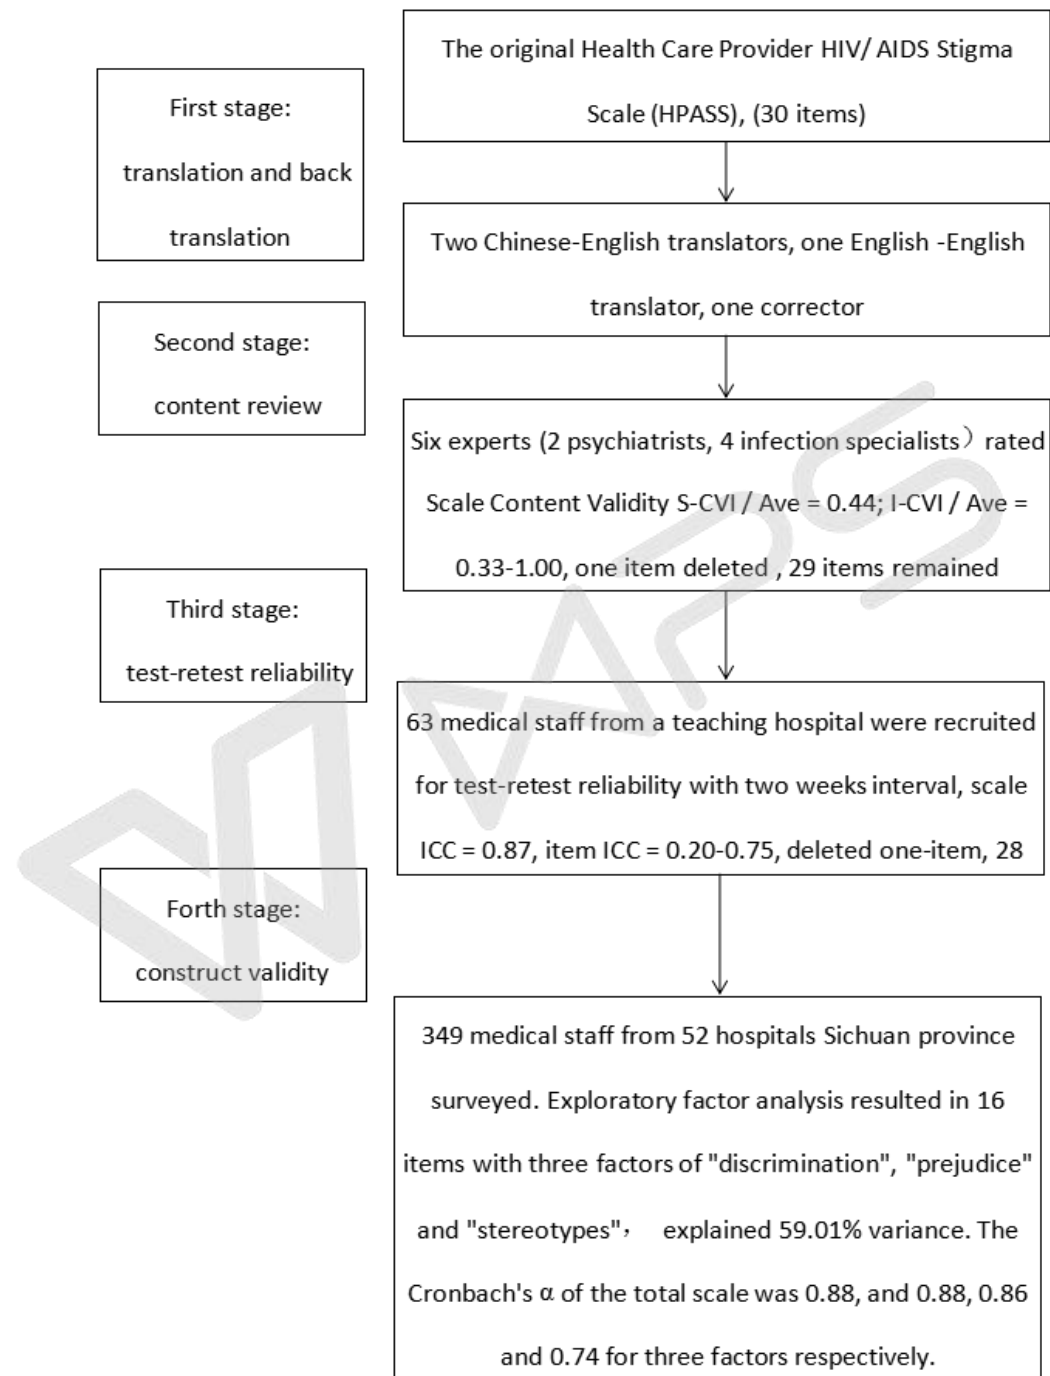 The original Health Care Provider HIV/ AIDS Stigma
Scale (HPASS), (30 items)
First stage:
translation and back
translation
Two Chinese-English translators, one English -English
translator, one corrector
Second stage:
content review
Six experts (2 psychiatrists, 4 infection specialists）rated
Scale Content Validity S-CVI / Ave = 0.44; I-CVI / Ave =
0.33-1.00, one item deleted , 29 items remained
Third stage:
test-retest reliability
63 medical staff from a teaching hospital were recruited
for test-retest reliability with two weeks interval, scale
ICC = 0.87, item ICC = 0.20-0.75, deleted one-item, 28
Forth stage:
construct validity
349 medical staff from 52 hospitals Sichuan province
surveyed. Exploratory factor analysis resulted in 16
items with three factors of "discrimination", "prejudice"
and "stereotypes"， explained 59.01% variance. The
Cronbach's α of the total scale was 0.88, and 0.88, 0.86
and 0.74 for three factors respectively.
WPS